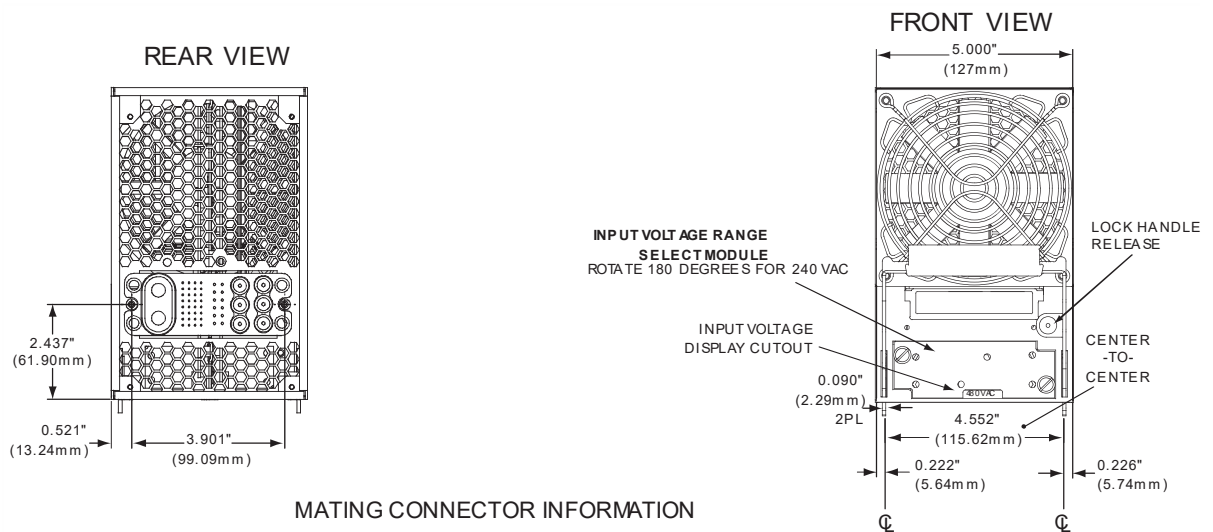 REAR VIEW
2.437"
(61.90mm)
0.521"
(13.24mm)
3.901"
(99.09mm)
FRONT VIEW
5.000"
(127mm)
INPUT VOLTAGE RANGE
SELECT MODULE
ROTATE 180 DEGREES FOR 240 VAC
LOCK HANDLE
RELEASE
INPUT VOLTAGE
DISPLAY CUTOUT
480VAC
CENTER
-TO-
CENTER
0.090"
(2.29mm)
2PL
4.552"
(115.62mm)
0.222"
(5.64mm)
0.226"
(5.74mm)
℄
℄
MATING CONNECTOR INFORMATION